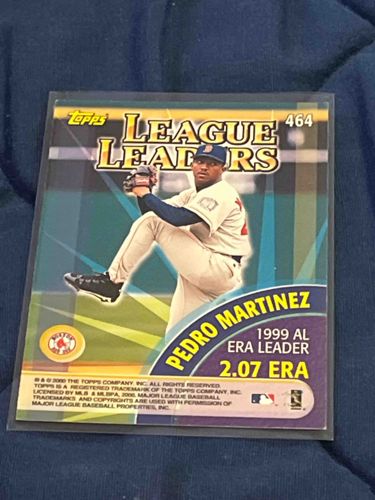 Topps
LEAGUE
LEADERS
464
PEDRO MARTINEZ
1999 AL
ERA LEADER
2.07 ERA
® & © 2000 THE TOPPS COMPANY, INC. ALL RIGHTS RESERVED.
TOPPS IS A REGISTERED TRADEMARK OF THE TOPPS COMPANY, INC.
LICENSED BY MLB & MLBPA, 2000. MAJOR LEAGUE BASEBALL
TRADEMARKS AND COPYRIGHTS ARE USED WITH PERMISSION OF
MAJOR LEAGUE BASEBALL PROPERTIES, INC.